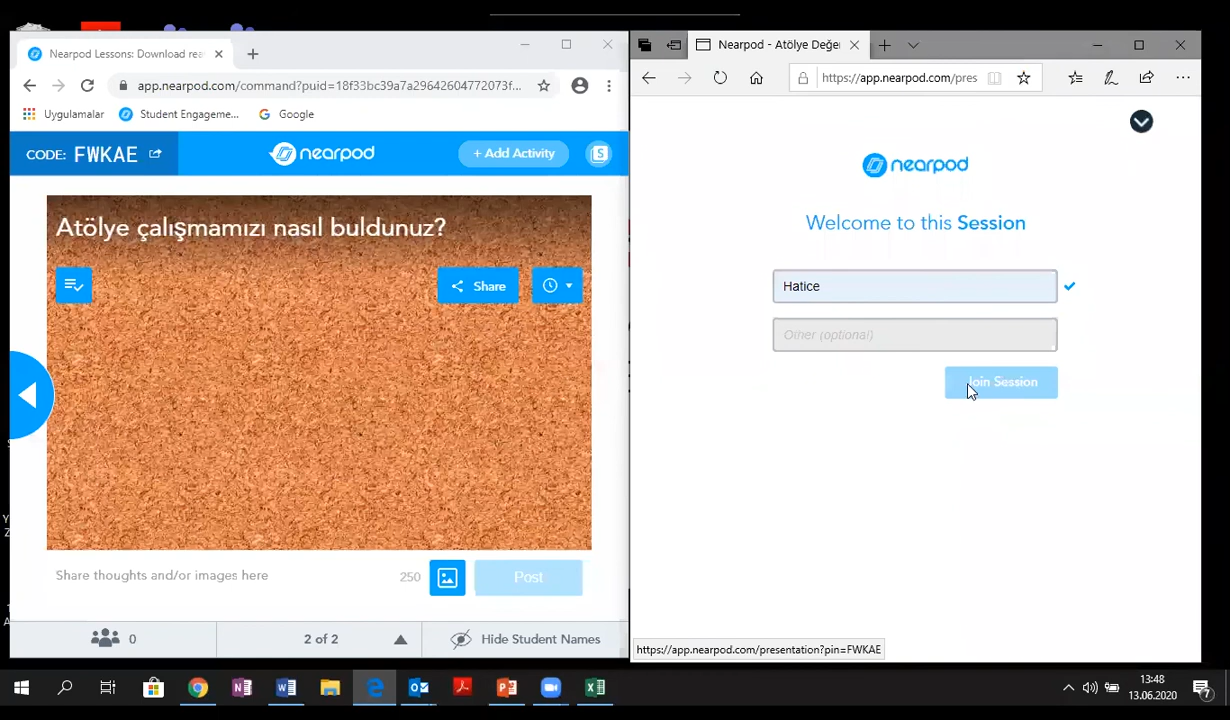 Nearpod Lessons: Download rea
app.nearpod.com/command?puid=18f33bc39a7a29642604772073f...
Uygulamalar
Student Engageme...
Google
CODE: FWKAE
nearpod
+ Add Activity
S
Atölye çalışmamızı nasıl buldunuz?
Share
Share thoughts and/or images here
250
Post
0
2 of 2
Hide Student Names
Nearpod - Atölye Değer
https://app.nearpod.com/pres
nearpod
Welcome to this Session
Hatice
Other (optional)
Join Session
https://app.nearpod.com/presentation?pin=FWKAE
13:48
13.06.2020
7